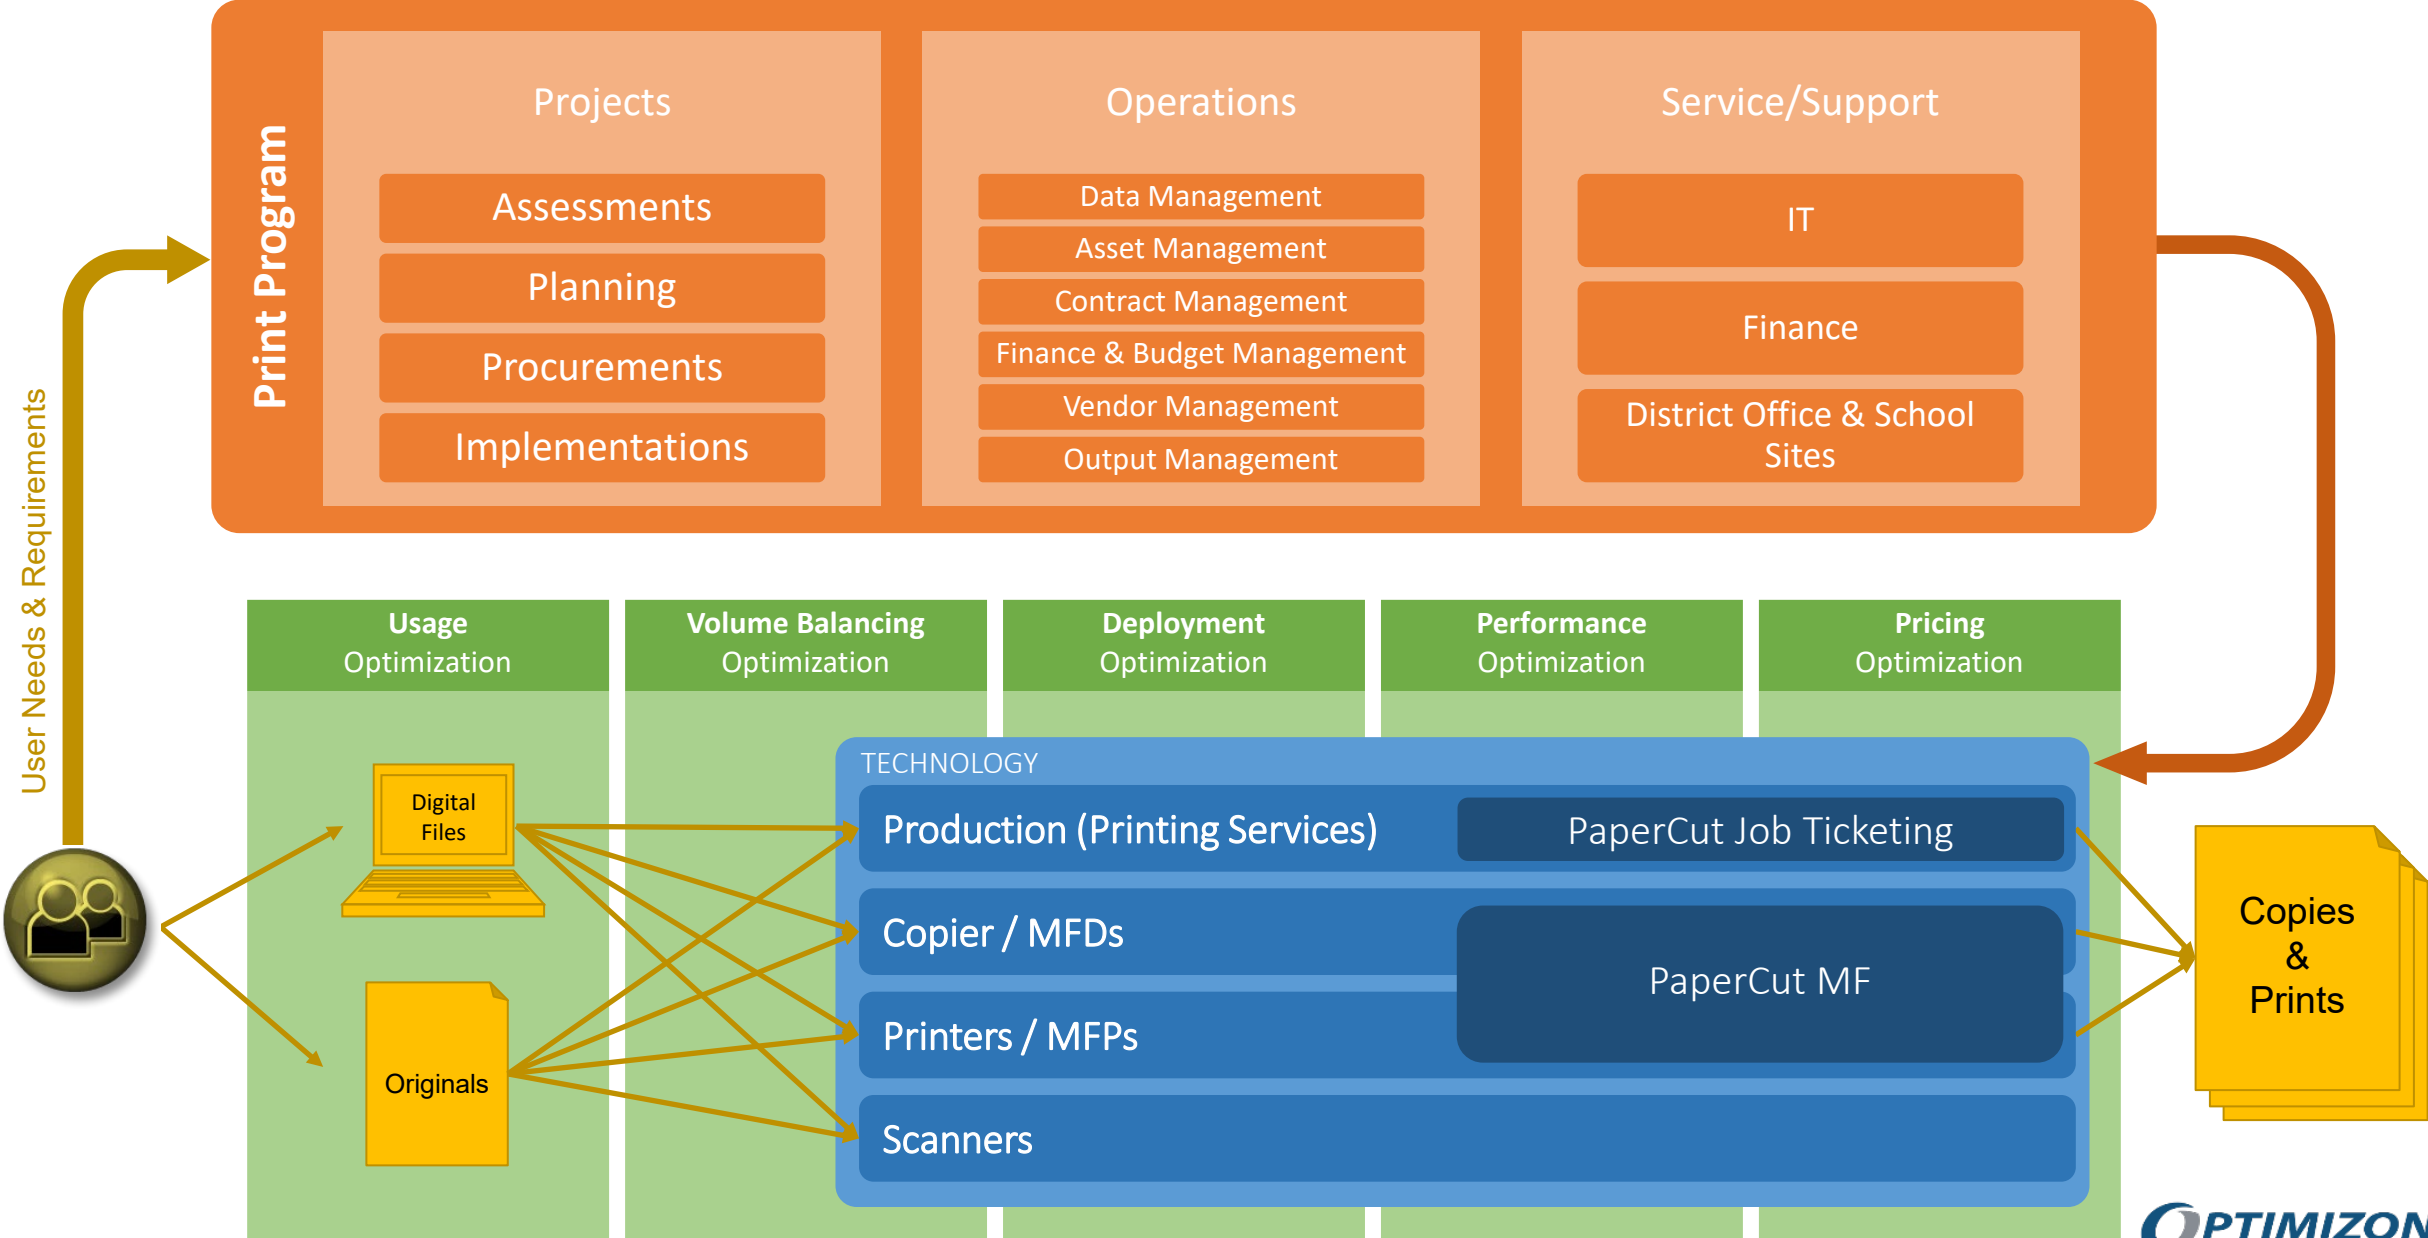 Print Program
Projects
Assessments
Planning
Procurements
Implementations
Operations
Data Management
Asset Management
Contract Management
Finance & Budget Management
Vendor Management
Output Management
Service/Support
IT
Finance
District Office & School
Sites
User Needs & Requirements
Usage
Optimization
Volume Balancing
Optimization
Deployment
Optimization
Performance
Optimization
Pricing
Optimization
Digital
Files
Originals
TECHNOLOGY
Production (Printing Services)
PaperCut Job Ticketing
Copier / MFDs
PaperCut MF
Printers / MFPs
Scanners
Copies
&
Prints
OPTIMIZON